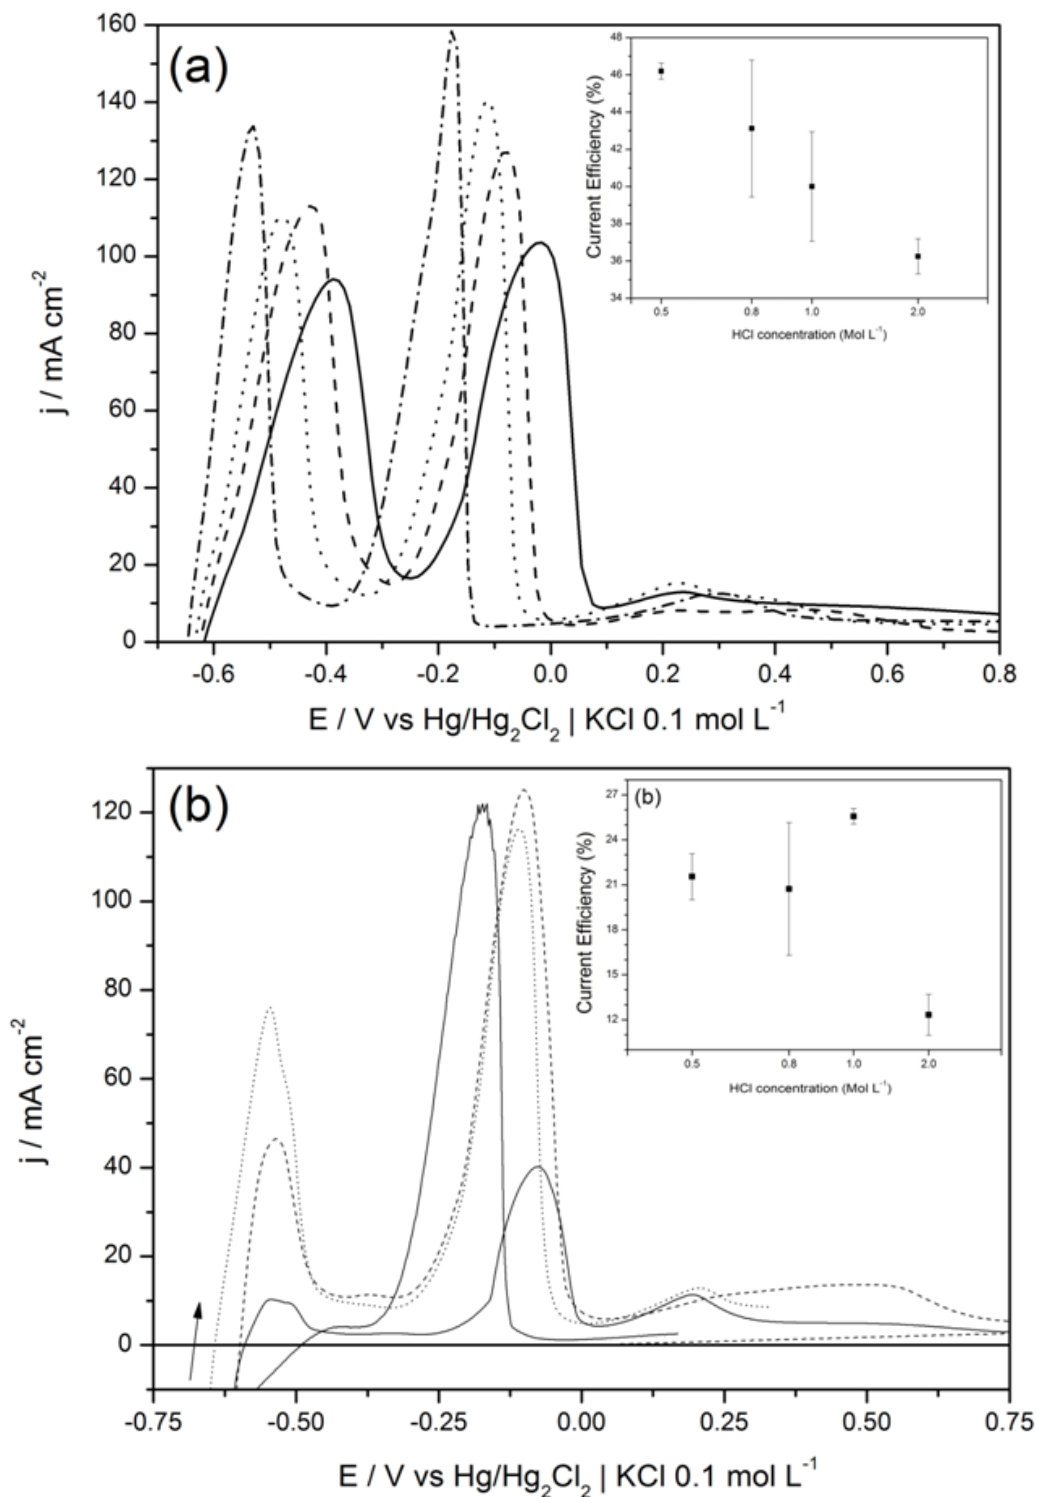 (a)
160
140
120
100
80
60
40
20
0
j / mA cm⁻²
-0.6 -0.4 -0.2 0.0 0.2 0.4 0.6 0.8
E / V vs Hg/Hg₂Cl₂ | KCl 0.1 mol L⁻¹
48
46
44
42
40
38
36
34
Current Efficiency (%)
0.5 0.8 1.0 2.0
HCl concentration (Mol L⁻¹)
(b)
120
100
80
60
40
20
0
j / mA cm⁻²
-0.75 -0.50 -0.25 0.00 0.25 0.50 0.75
E / V vs Hg/Hg₂Cl₂ | KCl 0.1 mol L⁻¹
(b)
27
24
21
18
15
12
Current Efficiency (%)
0.5 0.8 1.0 2.0
HCl concentration (Mol L⁻¹)